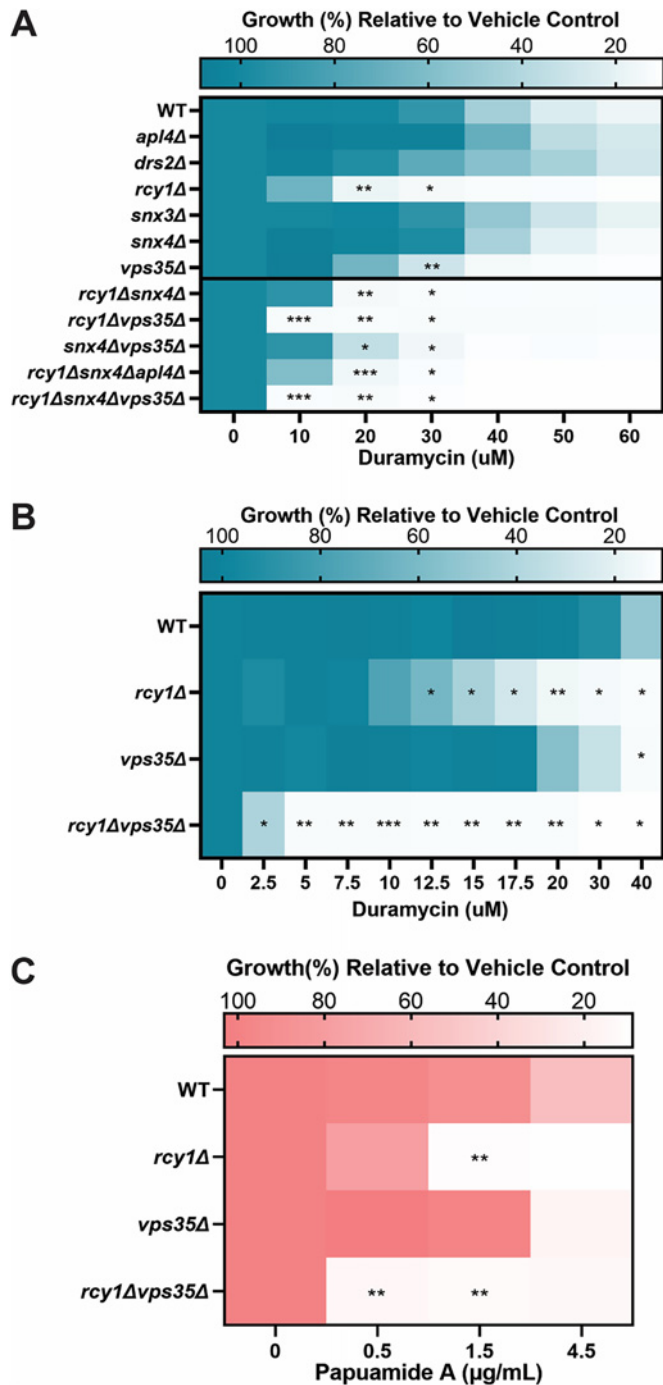 A
Growth (%) Relative to Vehicle Control
100 80 60 40 20
WT
apl4Δ
drs2Δ
rcy1Δ ** *
snx3Δ
snx4Δ
vps35Δ **
rcy1Δsnx4Δ ** *
rcy1Δvps35Δ *** ** *
snx4Δvps35Δ * *
rcy1Δsnx4Δapl4Δ *** *
rcy1Δsnx4Δvps35Δ *** ** *
0 10 20 30 40 50 60
Duramycin (uM)
B
Growth (%) Relative to Vehicle Control
100 80 60 40 20
WT
rcy1Δ * * * ** * *
vps35Δ *
rcy1Δvps35Δ * ** ** *** ** ** ** ** * *
0 2.5 5 7.5 10 12.5 15 17.5 20 30 40
Duramycin (uM)
C
Growth(%) Relative to Vehicle Control
100 80 60 40 20
WT
rcy1Δ **
vps35Δ
rcy1Δvps35Δ ** **
0 0.5 1.5 4.5
Papuamide A (µg/mL)